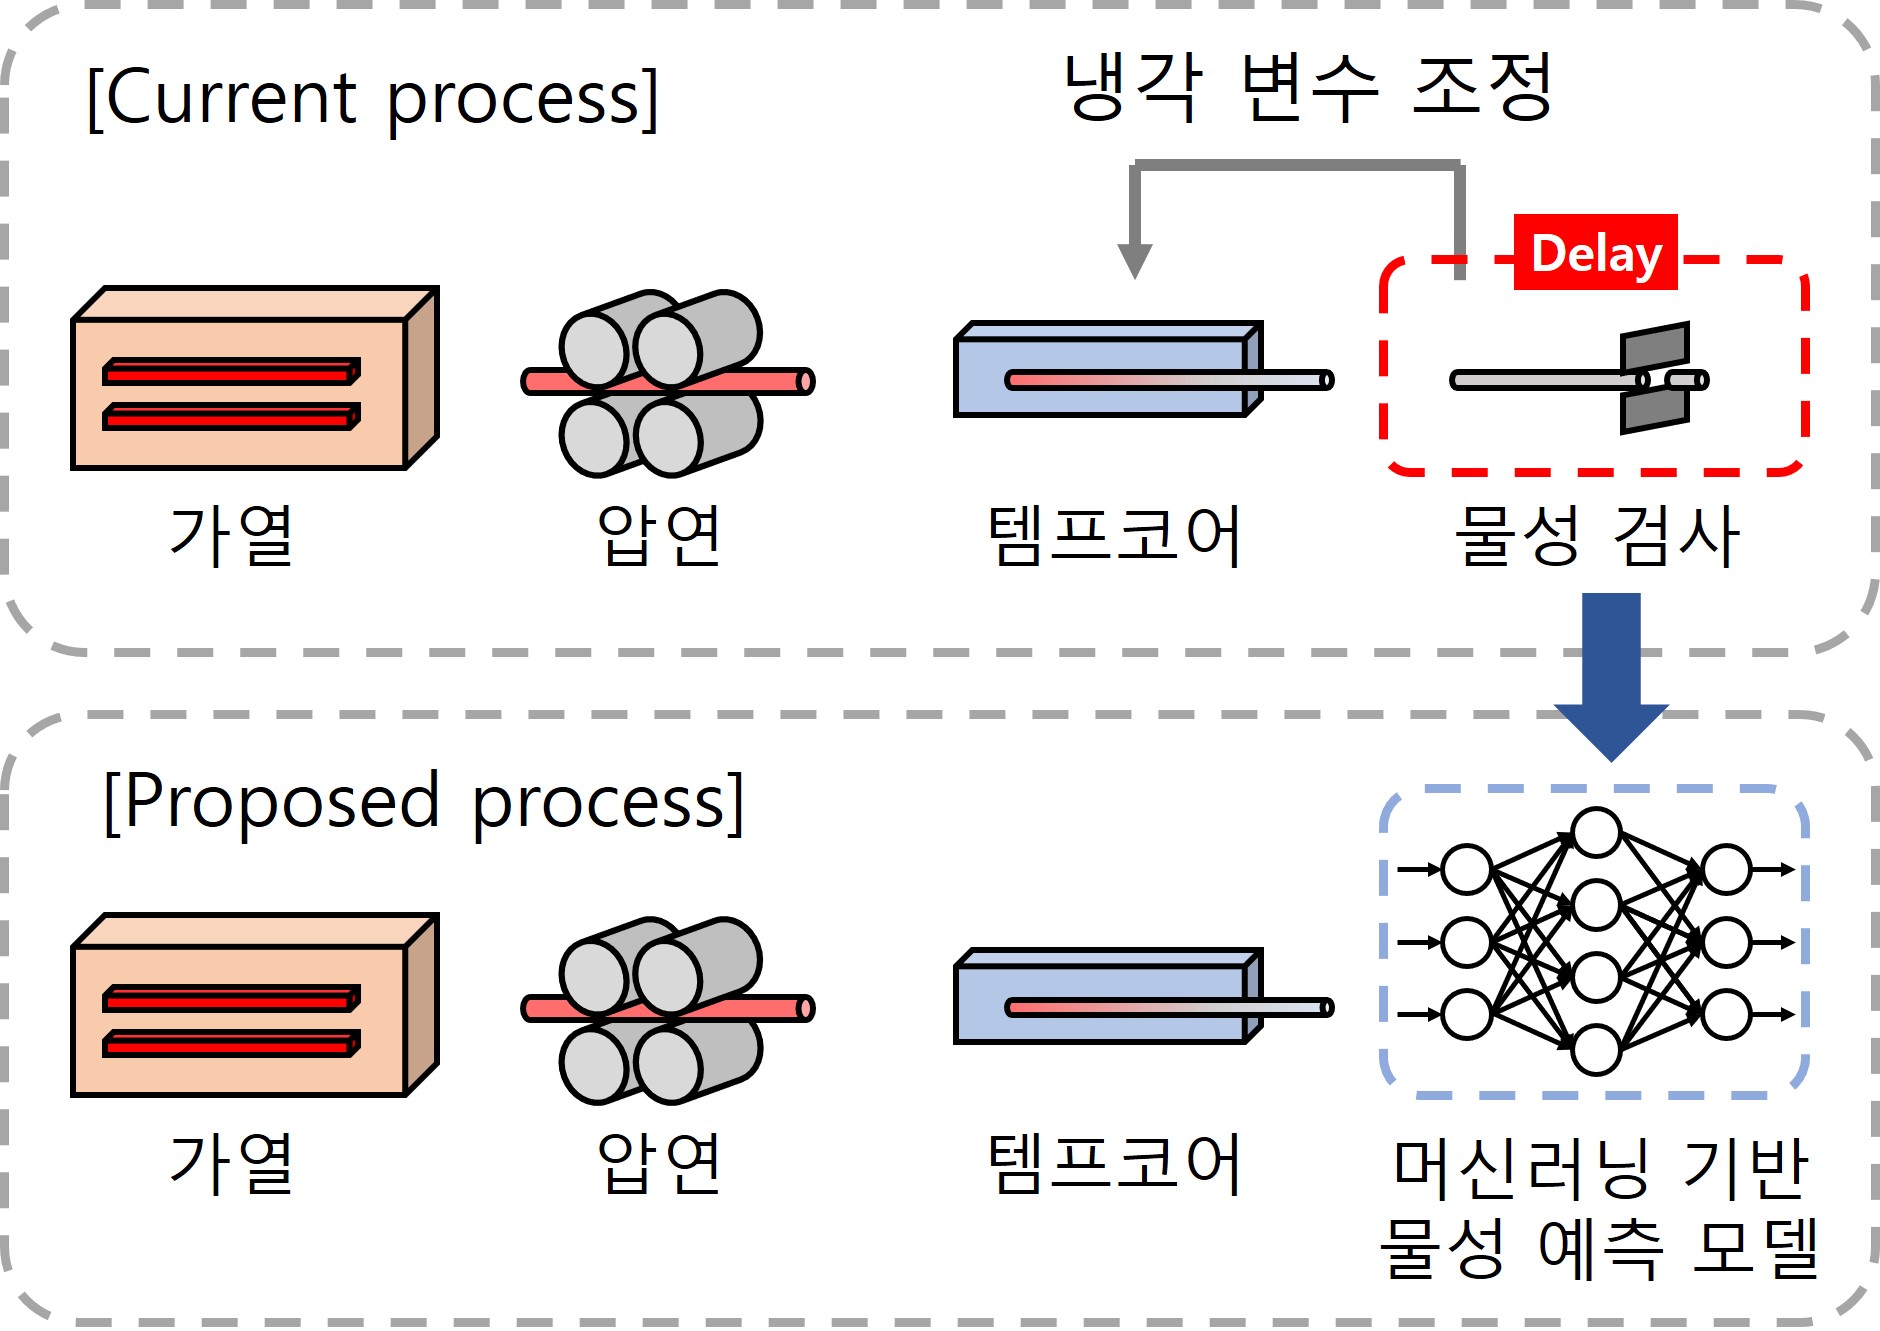 [Current process]
냉각 변수 조정
Delay
가열
압연
템프코어
물성 검사
[Proposed process]
가열
압연
템프코어
머신러닝 기반
물성 예측 모델